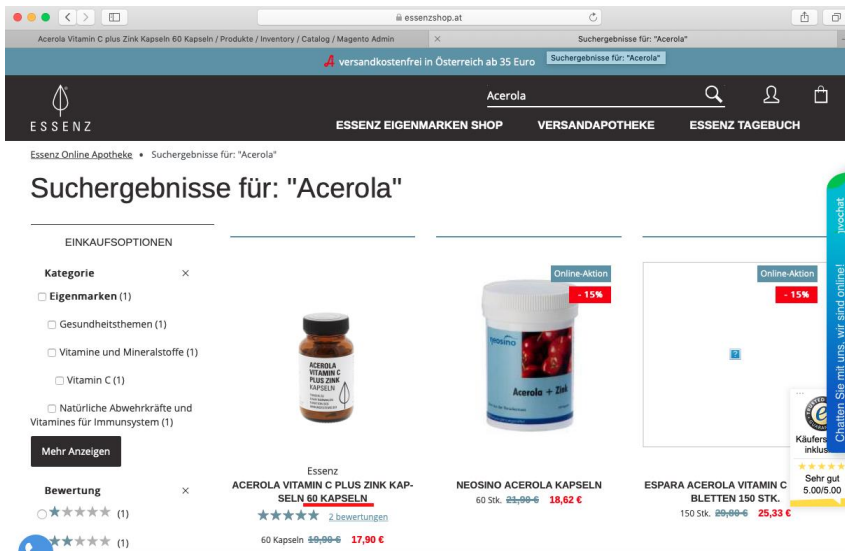 essenzshop.at
Acerola Vitamin C plus Zink Kapseln 60 Kapseln / Produkte / Inventory / Catalog / Magento Admin
Suchergebnisse für: "Acerola"
versandkostenfrei in Österreich ab 35 Euro
Suchergebnisse für: "Acerola"
Acerola
ESSENZ
ESSENZ EIGENMARKEN SHOP VERSANDAPOTHEKE ESSENZ TAGEBUCH
Essenz Online Apotheke • Suchergebnisse für: "Acerola"
Suchergebnisse für: "Acerola"
EINKAUFSOPTIONEN
Kategorie
Eigenmarken (1)
Gesundheitsthemen (1)
Vitamine und Mineralstoffe (1)
Vitamin C (1)
Natürliche Abwehrkräfte und
Vitamines für Immunsystem (1)
Mehr Anzeigen
Bewertung
(1)
(1)
ACEROLA
VITAMIN C
PLUS ZINK
KAPSELN
Essenz
ACEROLA VITAMIN C PLUS ZINK KAP-
SELN 60 KAPSELN
2 bewertungen
60 Kapseln 19,90 € 17,90 €
Online-Aktion
- 15%
neosino
Acerola + Zink
NEOSINO ACEROLA KAPSELN
60 Stk. 21,90 € 18,62 €
Online-Aktion
- 15%
ESPARA ACEROLA VITAMIN C
BLETTEN 150 STK.
150 Stk. 29,80 € 25,33 €
jivochat
Chatten Sie mit uns, wir sind online!
Käufers
inklus
Sehr gut
5.00/5.00